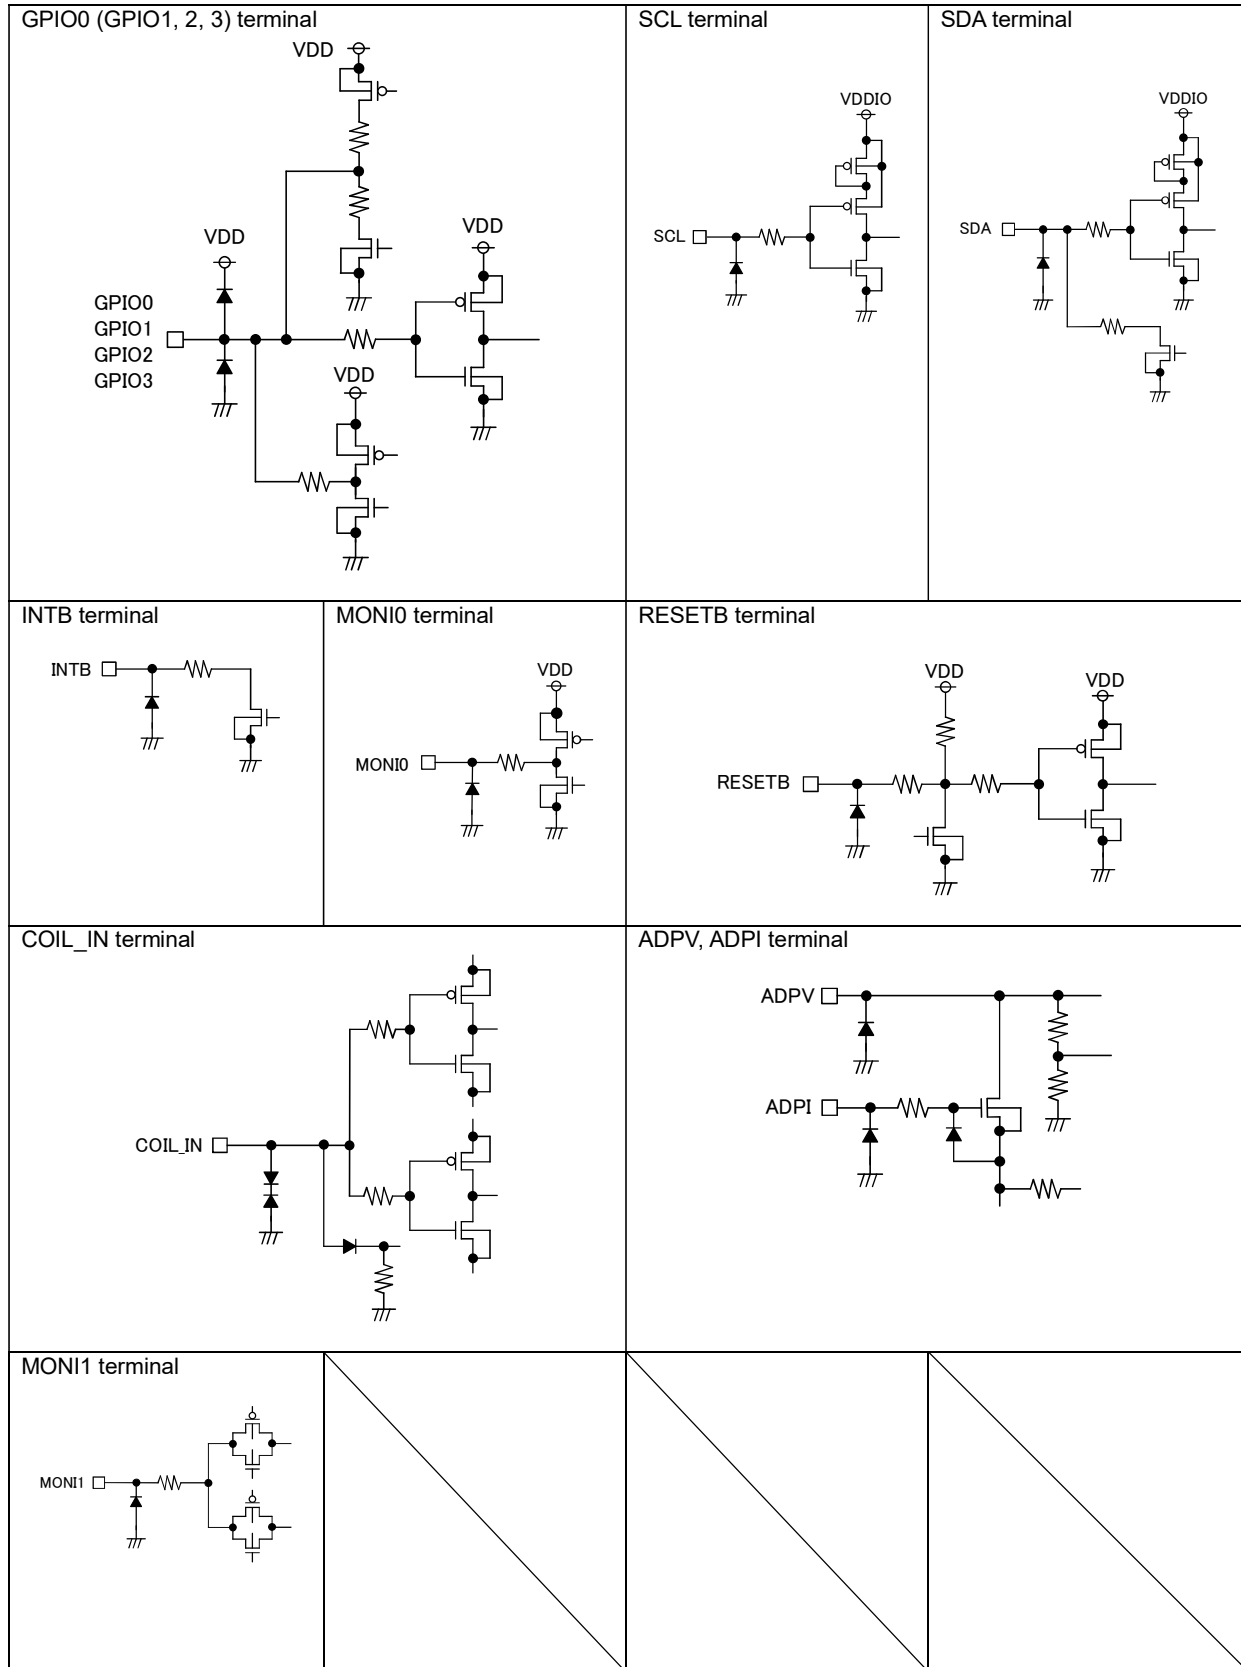 GPIO0 (GPIO1, 2, 3) terminal
VDD
VDD
VDD
GPIO0
GPIO1
GPIO2
GPIO3
VDD
SCL terminal
VDDIO
SCL
SDA terminal
VDDIO
SDA
INTB terminal
INTB
MONI0 terminal
VDD
MONI0
RESETB terminal
VDD
VDD
RESETB
COIL_IN terminal
COIL_IN
ADPV, ADPI terminal
ADPV
ADPI
MONI1 terminal
MONI1